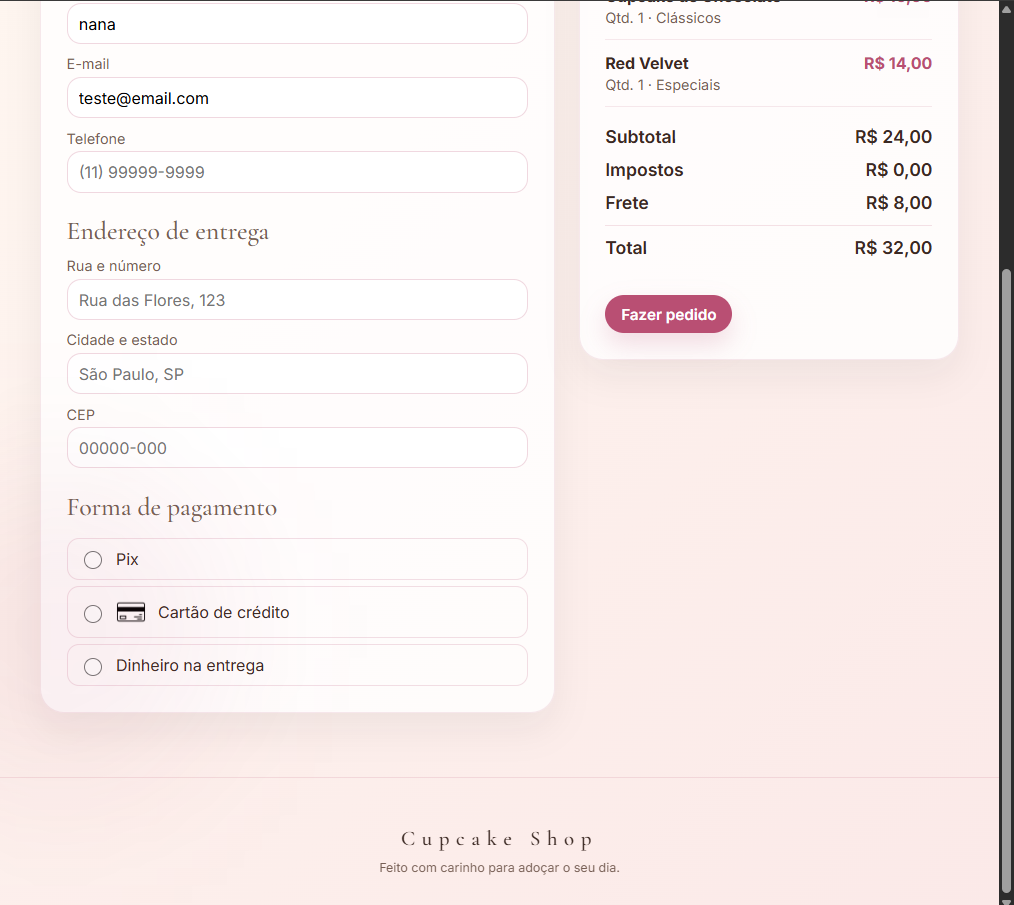 nana
E-mail
teste@email.com
Telefone
(11) 99999-9999
Endereço de entrega
Rua e número
Rua das Flores, 123
Cidade e estado
São Paulo, SP
CEP
00000-000
Forma de pagamento
Pix
Cartão de crédito
Dinheiro na entrega
Qtd. 1 · Clássicos
Red Velvet R$ 14,00
Qtd. 1 · Especiais
Subtotal R$ 24,00
Impostos R$ 0,00
Frete R$ 8,00
Total R$ 32,00
Fazer pedido
Cupcake Shop
Feito com carinho para adoçar o seu dia.